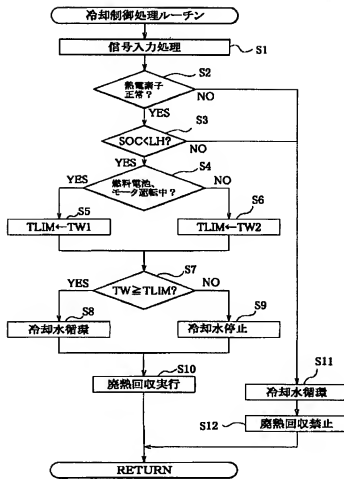 冷却制御処理ルーチン
信号入力処理
S1
S2
熱電素子
正常？
NO
YES
S3
SOC<LH?
NO
YES
S4
YES
燃料電池、
モータ運転中？
NO
S5
S6
TLIM←TW1
TLIM←TW2
S7
YES
TW≧TLIM?
NO
S8
S9
冷却水循環
冷却水停止
S10
S11
廃熱回収実行
冷却水循環
S12
廃熱回収禁止
RETURN